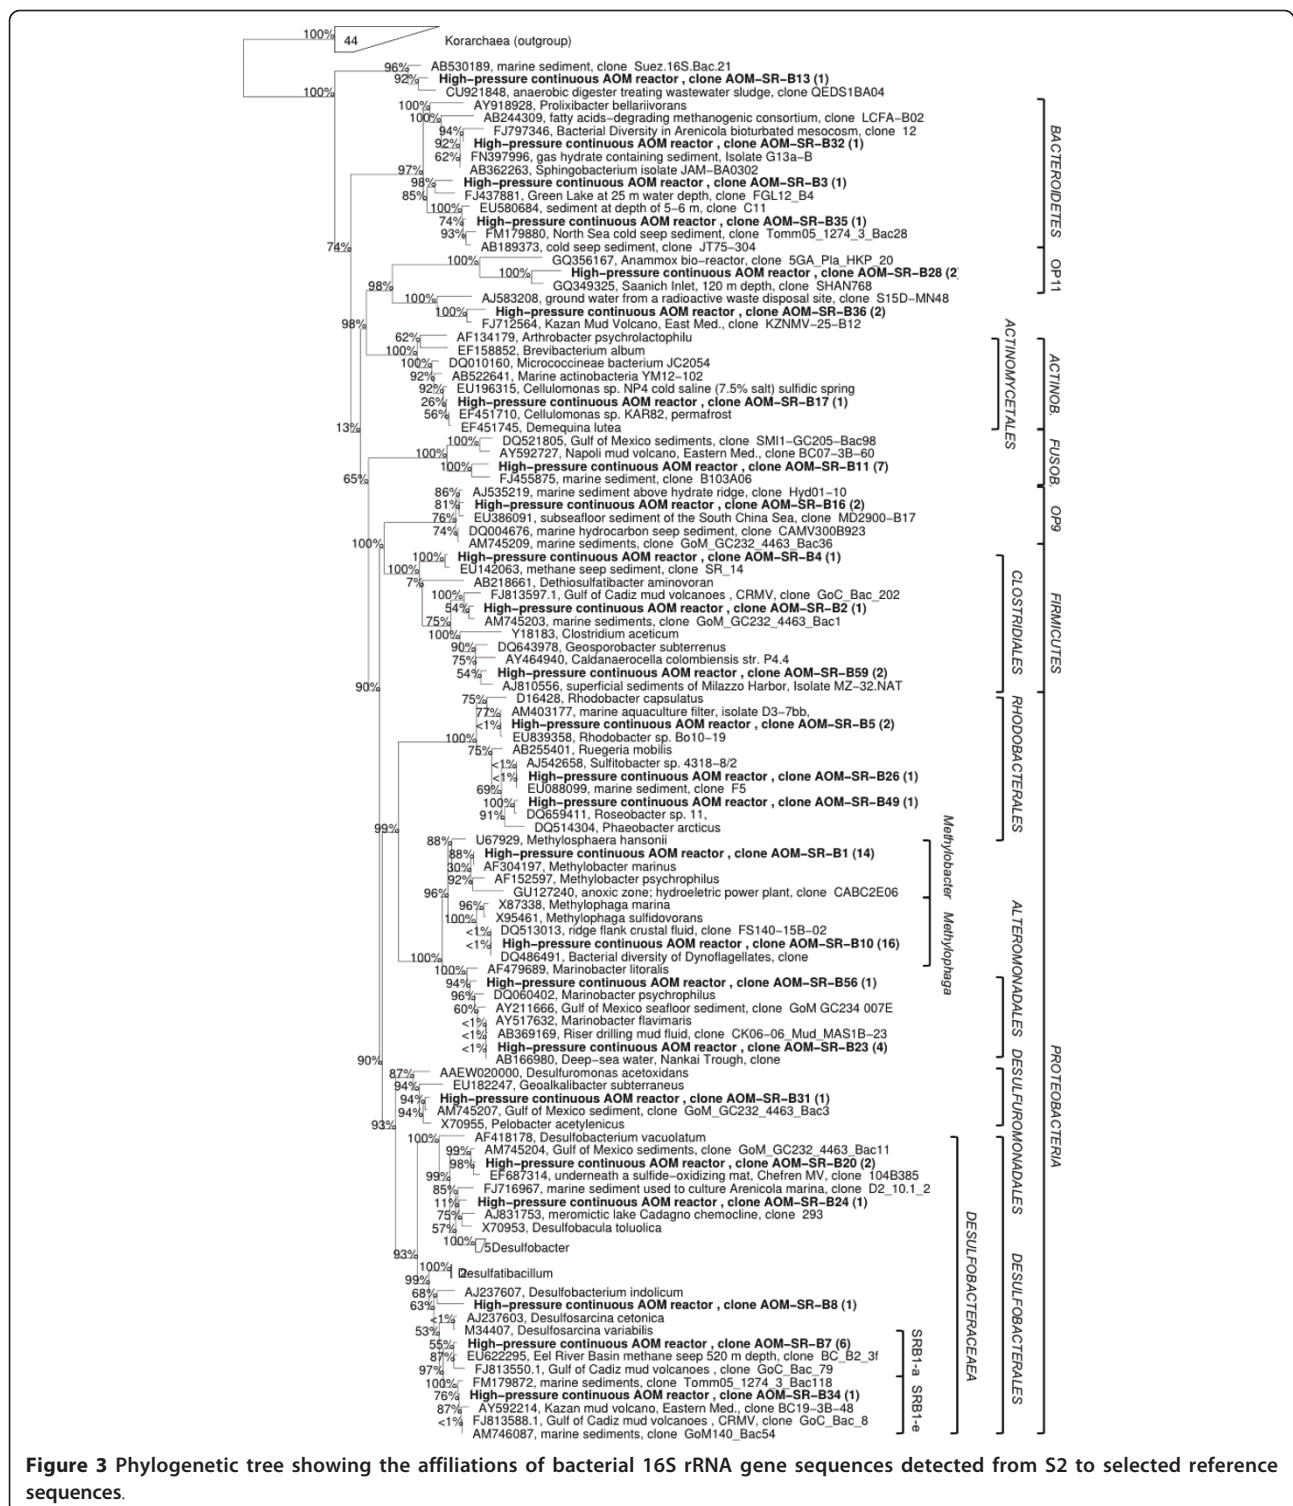 100% 44 Korarchaea (outgroup)
96% AB530189, marine sediment, clone Suez.16S.Bac.21
92% High-pressure continuous AOM reactor , clone AOM-SR-B13 (1)
100% CU921848, anaerobic digester treating wastewater sludge, clone QEDS1BA04
100% AY918928, Prolixibacter bellariivorans
100% AB244309, fatty acids-degrading methanogenic consortium, clone LCFA-B02
94% FJ797346, Bacterial Diversity in Arenicola bioturbated mesocosm, clone 12
92% High-pressure continuous AOM reactor , clone AOM-SR-B32 (1)
62% FN397996, gas hydrate containing sediment, Isolate G13a-B
97% AB362263, Sphingobacterium isolate JAM-BA0302
98% High-pressure continuous AOM reactor , clone AOM-SR-B3 (1)
85% FJ437881, Green Lake at 25 m water depth, clone FGL12_B4
100% EU580684, sediment at depth of 5-6 m, clone C11
74% High-pressure continuous AOM reactor , clone AOM-SR-B35 (1)
93% FM179880, North Sea cold seep sediment, clone Tomm05_1274_3_Bac28
74% AB189373, cold seep sediment, clone JT75-304
BACTEROIDETES
100% GQ356167, Anammox bio-reactor, clone 5GA_Pla_HKP_20
100% High-pressure continuous AOM reactor, clone AOM-SR-B28 (2
98% GQ349325, Saanich Inlet, 120 m depth, clone SHAN768
OP11
100% AJ583208, ground water from a radioactive waste disposal site, clone S15D-MN48
100% High-pressure continuous AOM reactor , clone AOM-SR-B36 (2)
98% FJ712564, Kazan Mud Volcano, East Med., clone KZNMV-25-B12
62% AF134179, Arthrobacter psychrolactophilu
100% EF158852, Brevibacterium album
100% DQ010160, Micrococcineae bacterium JC2054
92% AB522641, Marine actinobacteria YM12-102
92% EU196315, Cellulomonas sp. NP4 cold saline (7.5% salt) sulfidic spring
26% High-pressure continuous AOM reactor , clone AOM-SR-B17 (1)
56% EF451710, Cellulomonas sp. KAR82, permafrost
13% EF451745, Demequina lutea
ACTINOMYCETALES
ACTINOB.
100% DQ521805, Gulf of Mexico sediments, clone SMI1-GC205-Bac98
100% AY592727, Napoli mud volcano, Eastern Med., clone BC07-3B-60
100% High-pressure continuous AOM reactor , clone AOM-SR-B11 (7)
65% FJ455875, marine sediment, clone B103A06
FUSOB.
86% AJ535219, marine sediment above hydrate ridge, clone Hyd01-10
81% High-pressure continuous AOM reactor , clone AOM-SR-B16 (2)
76% EU386091, subseafloor sediment of the South China Sea, clone MD2900-B17
74% DQ004676, marine hydrocarbon seep sediment, clone CAMV300B923
100% AM745209, marine sediments, clone GoM_GC232_4463_Bac36
OP9
100% High-pressure continuous AOM reactor , clone AOM-SR-B4 (1)
100% EU142063, methane seep sediment, clone SR_14
7% AB218661, Dethiosulfatibacter aminovoran
100% FJ813597.1, Gulf of Cadiz mud volcanoes , CRMV, clone GoC_Bac_202
54% High-pressure continuous AOM reactor , clone AOM-SR-B2 (1)
75% AM745203, marine sediments, clone GoM_GC232_4463_Bac1
100% Y18183, Clostridium aceticum
90% DQ643978, Geosporobacter subterrenus
75% AY464940, Caldanaerocella colombiensis str. P4.4
54% High-pressure continuous AOM reactor , clone AOM-SR-B59 (2)
90% AJ810556, superficial sediments of Milazzo Harbor, Isolate MZ-32.NAT
CLOSTRIDIALES
FIRMICUTES
75% D16428, Rhodobacter capsulatus
77% AM403177, marine aquaculture filter, isolate D3-7bb,
<1% High-pressure continuous AOM reactor , clone AOM-SR-B5 (2)
100% EU839358, Rhodobacter sp. Bo10-19
75% AB255401, Ruegeria mobilis
<1% AJ542658, Sulfitobacter sp. 4318-8/2
<1% High-pressure continuous AOM reactor , clone AOM-SR-B26 (1)
69% EU088099, marine sediment, clone F5
100% High-pressure continuous AOM reactor , clone AOM-SR-B49 (1)
91% DQ659411, Roseobacter sp. 11,
99% DQ514304, Phaeobacter arcticus
RHODOBACTERALES
88% U67929, Methylosphaera hansonii
88% High-pressure continuous AOM reactor , clone AOM-SR-B1 (14)
30% AF304197, Methylobacter marinus
92% AF152597, Methylobacter psychrophilus
96% GU127240, anoxic zone; hydroeletric power plant, clone CABC2E06
Methylobacter
96% X87338, Methylophaga marina
100% X95461, Methylophaga sulfidovorans
<1% DQ513013, ridge flank crustal fluid, clone FS140-15B-02
<1% High-pressure continuous AOM reactor , clone AOM-SR-B10 (16)
100% DQ486491, Bacterial diversity of Dynoflagellates, clone
Methylophaga
100% AF479689, Marinobacter litoralis
94% High-pressure continuous AOM reactor , clone AOM-SR-B56 (1)
96% DQ060402, Marinobacter psychrophilus
60% AY211666, Gulf of Mexico seafloor sediment, clone GoM GC234 007E
<1% AY517632, Marinobacter flavimaris
<1% AB369169, Riser drilling mud fluid, clone CK06-06_Mud_MAS1B-23
<1% High-pressure continuous AOM reactor , clone AOM-SR-B23 (4)
90% AB166980, Deep-sea water, Nankai Trough, clone
ALTEROMONADALES
87% AAEW020000, Desulfuromonas acetoxidans
94% EU182247, Geoalkalibacter subterraneus
94% High-pressure continuous AOM reactor , clone AOM-SR-B31 (1)
94% AM745207, Gulf of Mexico sediment, clone GoM_GC232_4463_Bac3
93% X70955, Pelobacter acetylenicus
DESULFUROMONADALES
PROTEOBACTERIA
100% AF418178, Desulfobacterium vacuolatum
99% AM745204, Gulf of Mexico sediments, clone GoM_GC232_4463_Bac11
98% High-pressure continuous AOM reactor, clone AOM-SR-B20 (2)
99% EF687314, underneath a sulfide-oxidizing mat, Chefren MV, clone 104B385
85% FJ716967, marine sediment used to culture Arenicola marina, clone D2_10.1_2
11% High-pressure continuous AOM reactor , clone AOM-SR-B24 (1)
75% AJ831753, meromictic lake Cadagno chemocline, clone 293
57% X70953, Desulfobacula toluolica
100% 5 Desulfobacter
93%
100% Desulfatibacillum
99%
68% AJ237607, Desulfobacterium indolicum
63% High-pressure continuous AOM reactor , clone AOM-SR-B8 (1)
<1% AJ237603, Desulfosarcina cetonica
53% M34407, Desulfosarcina variabilis
55% High-pressure continuous AOM reactor , clone AOM-SR-B7 (6)
87% EU622295, Eel River Basin methane seep 520 m depth, clone BC_B2_3f
97% FJ813550.1, Gulf of Cadiz mud volcanoes , clone GoC_Bac_79
100% FM179872, marine sediments, clone Tomm05_1274_3_Bac118
76% High-pressure continuous AOM reactor , clone AOM-SR-B34 (1)
87% AY592214, Kazan mud volcano, Eastern Med., clone BC19-3B-48
<1% FJ813588.1, Gulf of Cadiz mud volcanoes , CRMV, clone GoC_Bac_8
AM746087, marine sediments, clone GoM140_Bac54
SRB1-a
SRB1-e
DESULFOBACTERACEAEA
DESULFOBACTERALES
Figure 3 Phylogenetic tree showing the affiliations of bacterial 16S rRNA gene sequences detected from S2 to selected reference
sequences.